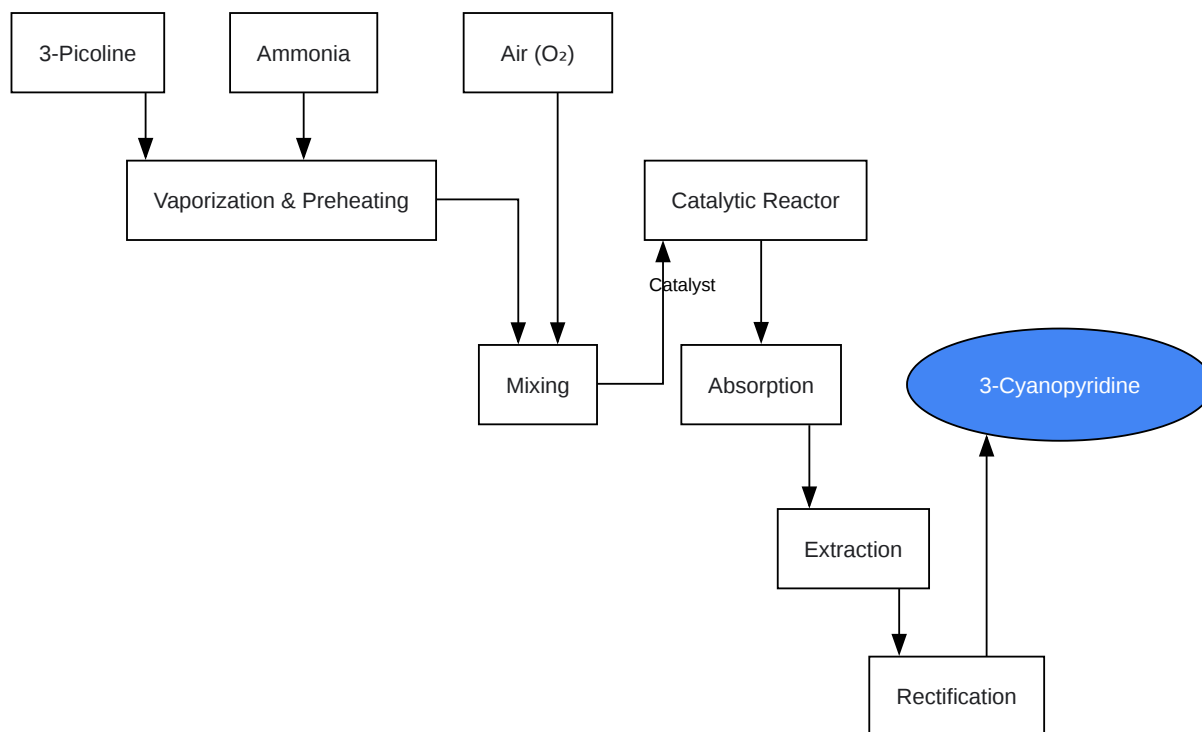 3-Picoline
Ammonia
Air (O₂)
Vaporization & Preheating
Catalytic Reactor
Catalyst
Mixing
Absorption
3-Cyanopyridine
Extraction
Rectification